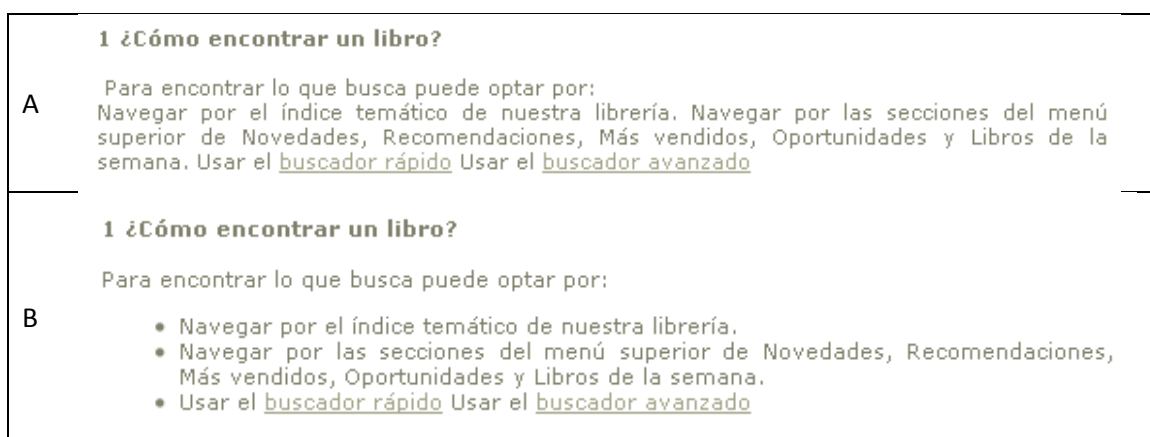 1 ¿Cómo encontrar un libro?
Para encontrar lo que busca puede optar por:
A
Navegar por el índice temático de nuestra librería. Navegar por las secciones del menú
superior de Novedades, Recomendaciones, Más vendidos, Oportunidades y Libros de la
semana. Usar el buscador rápido Usar el buscador avanzado
1 ¿Cómo encontrar un libro?
Para encontrar lo que busca puede optar por:
B
• Navegar por el índice temático de nuestra librería.
• Navegar por las secciones del menú superior de Novedades, Recomendaciones,
Más vendidos, Oportunidades y Libros de la semana.
• Usar el buscador rápido Usar el buscador avanzado